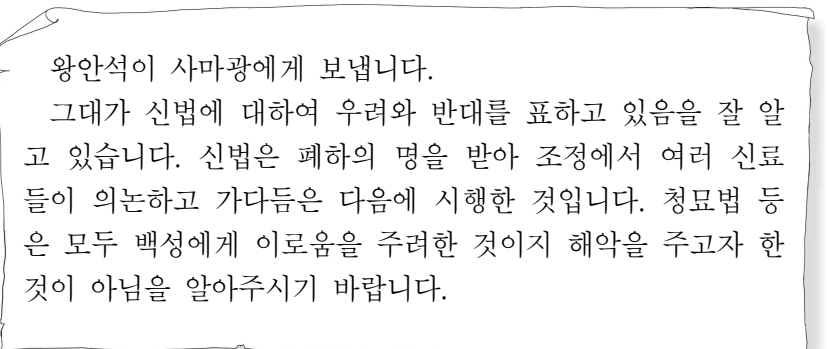 왕안석이 사마광에게 보냅니다.
그대가 신법에 대하여 우려와 반대를 표하고 있음을 잘 알
고 있습니다. 신법은 폐하의 명을 받아 조정에서 여러 신료
들이 의논하고 가다듬은 다음에 시행한 것입니다. 청묘법 등
은 모두 백성에게 이로움을 주려한 것이지 해악을 주고자 한
것이 아님을 알아주시기 바랍니다.